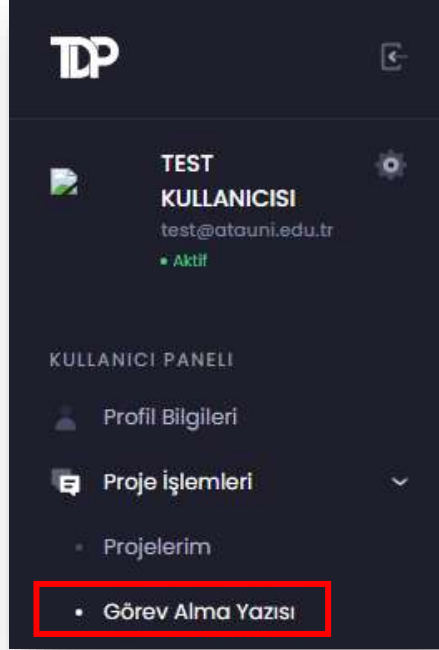 TDP
TEST
KULLANICISI
test@atauni.edu.tr
• Aktif
KULLANICI PANELI
Profil Bilgileri
Proje İşlemleri
Projelerim
Görev Alma Yazısı